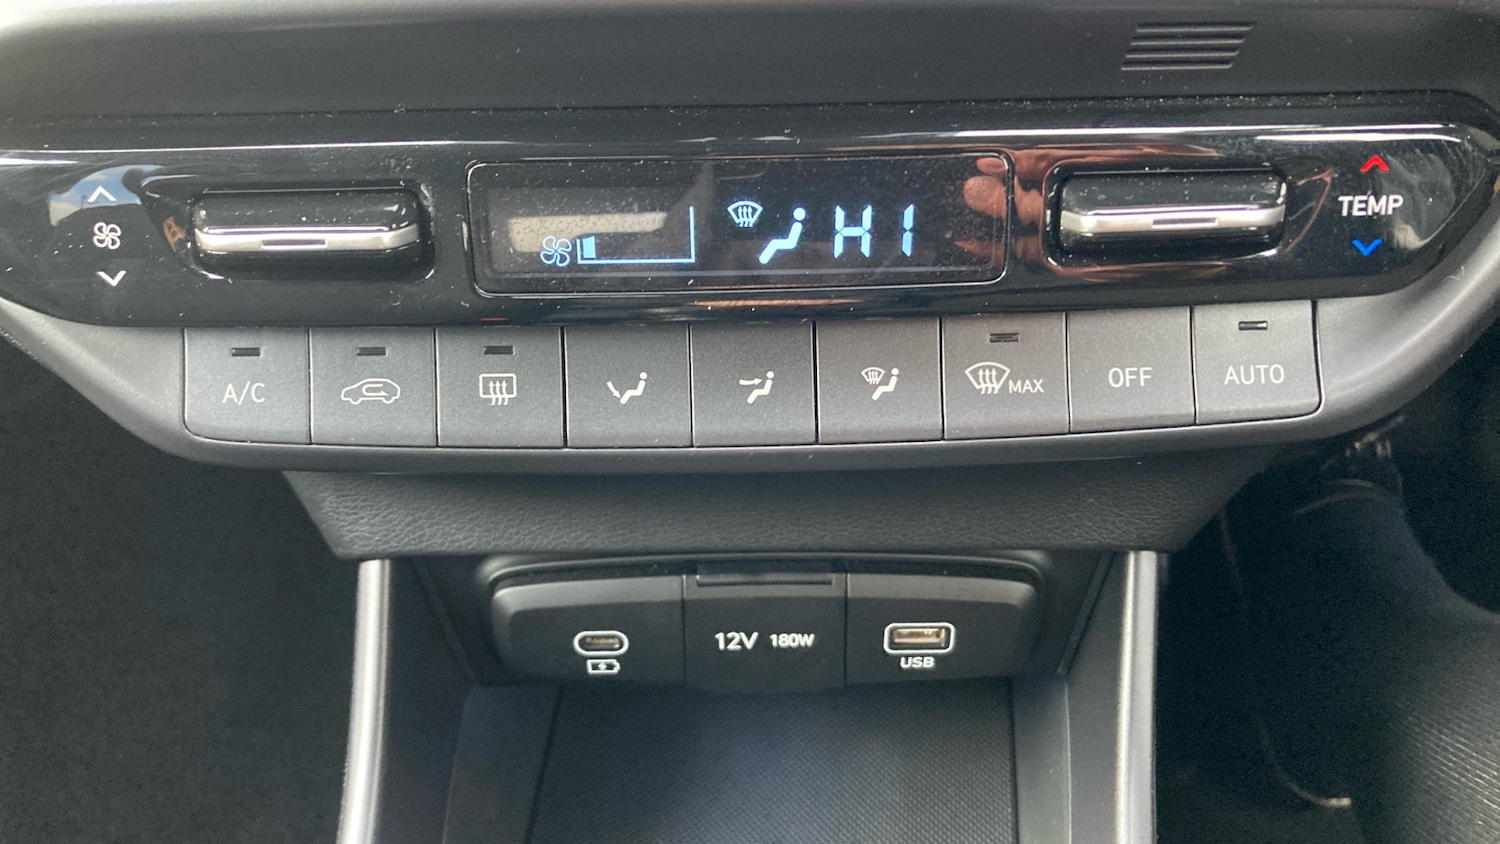 HI
TEMP
A/C
MAX
OFF
AUTO
12V 180W
USB